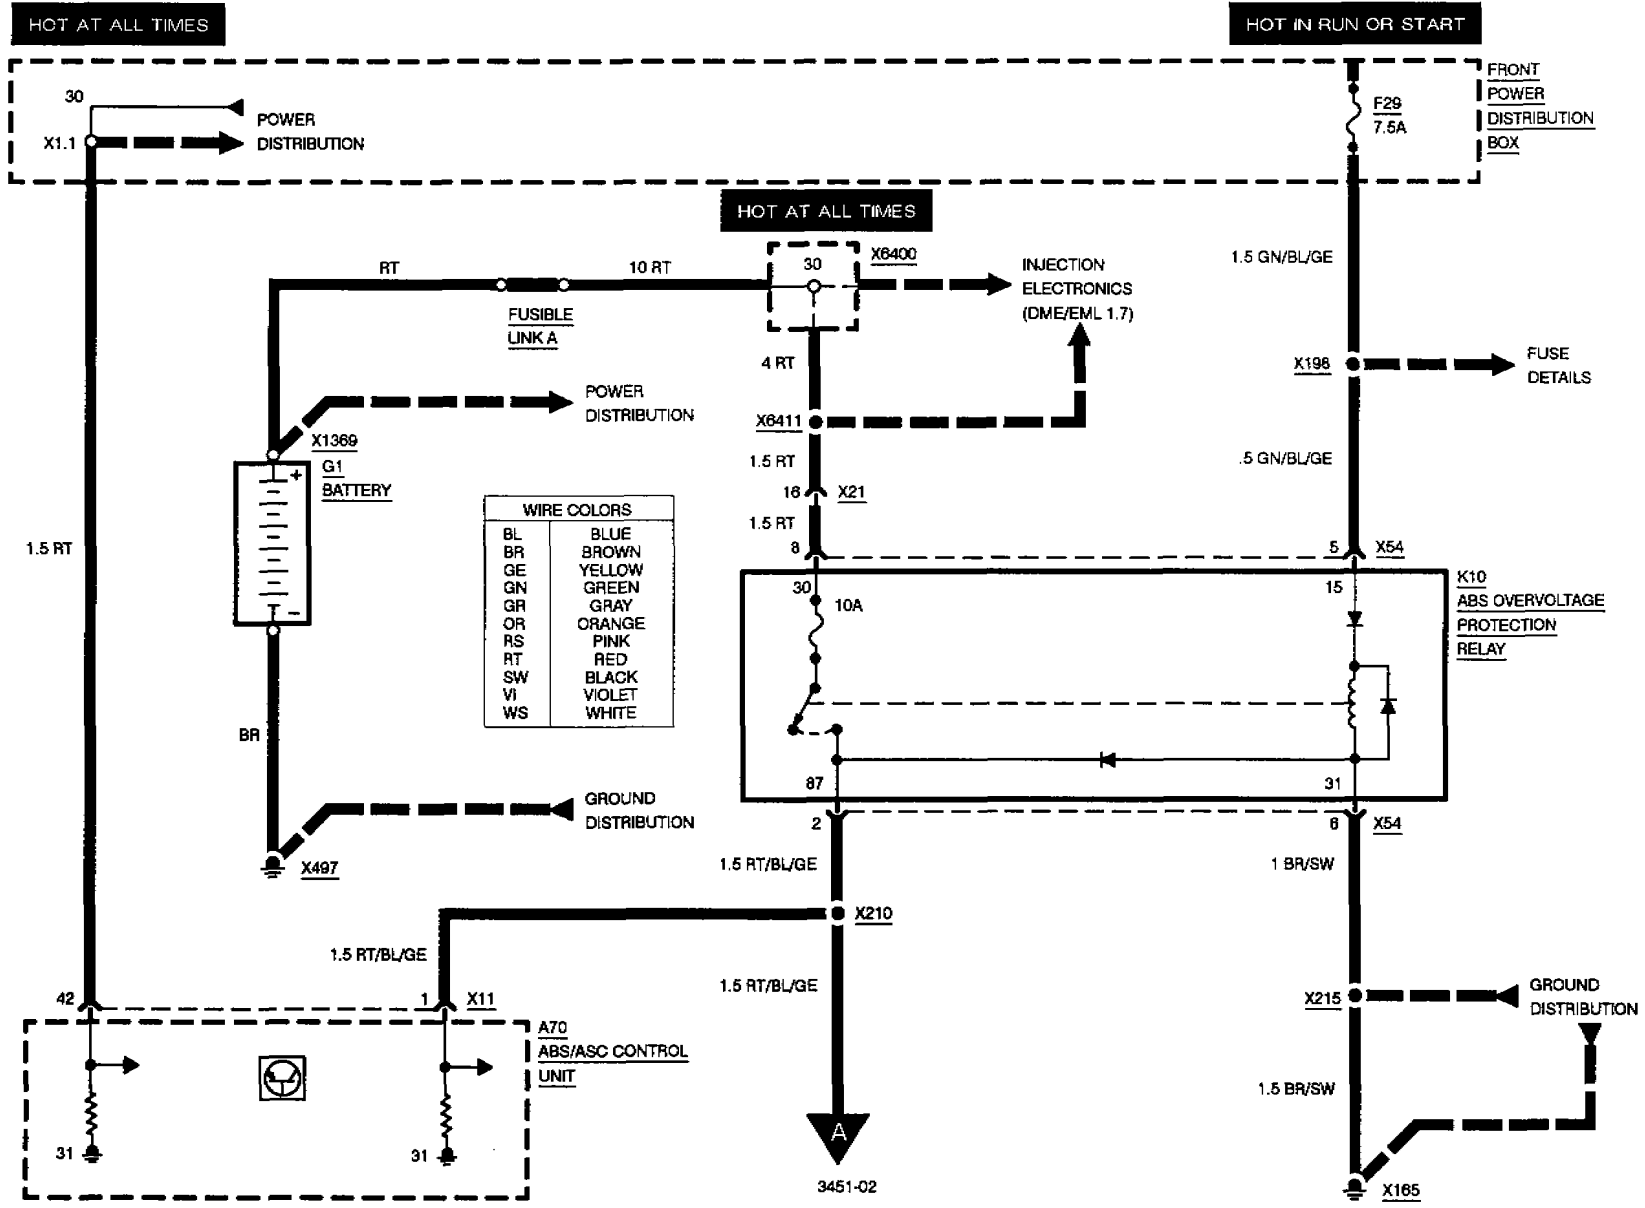 HOT AT ALL TIMES
HOT IN RUN OR START
FRONT
POWER
DISTRIBUTION
BOX
30
POWER
DISTRIBUTION
X1.1
F29
7.5A
HOT AT ALL TIMES
X6400
30
RT
10 RT
FUSIBLE
LINK A
INJECTION
ELECTRONICS
(DME/EML 1.7)
1.5 GN/BL/GE
4 RT
X198
FUSE
DETAILS
POWER
DISTRIBUTION
X6411
X1369
G1
BATTERY
+
−
1.5 RT
.5 GN/BL/GE
16
X21
1.5 RT
1.5 RT
WIRE COLORS
BL BLUE
BR BROWN
GE YELLOW
GN GREEN
GR GRAY
OR ORANGE
RS PINK
RT RED
SW BLACK
VI VIOLET
WS WHITE
8
5
X54
30
10A
15
K10
ABS OVERVOLTAGE
PROTECTION
RELAY
BR
87
31
2
6
X54
GROUND
DISTRIBUTION
X497
1.5 RT/BL/GE
1 BR/SW
X210
1.5 RT/BL/GE
1.5 RT/BL/GE
42
1
X11
X215
GROUND
DISTRIBUTION
A70
ABS/ASC CONTROL
UNIT
31
31
1.5 BR/SW
A
3451-02
X165